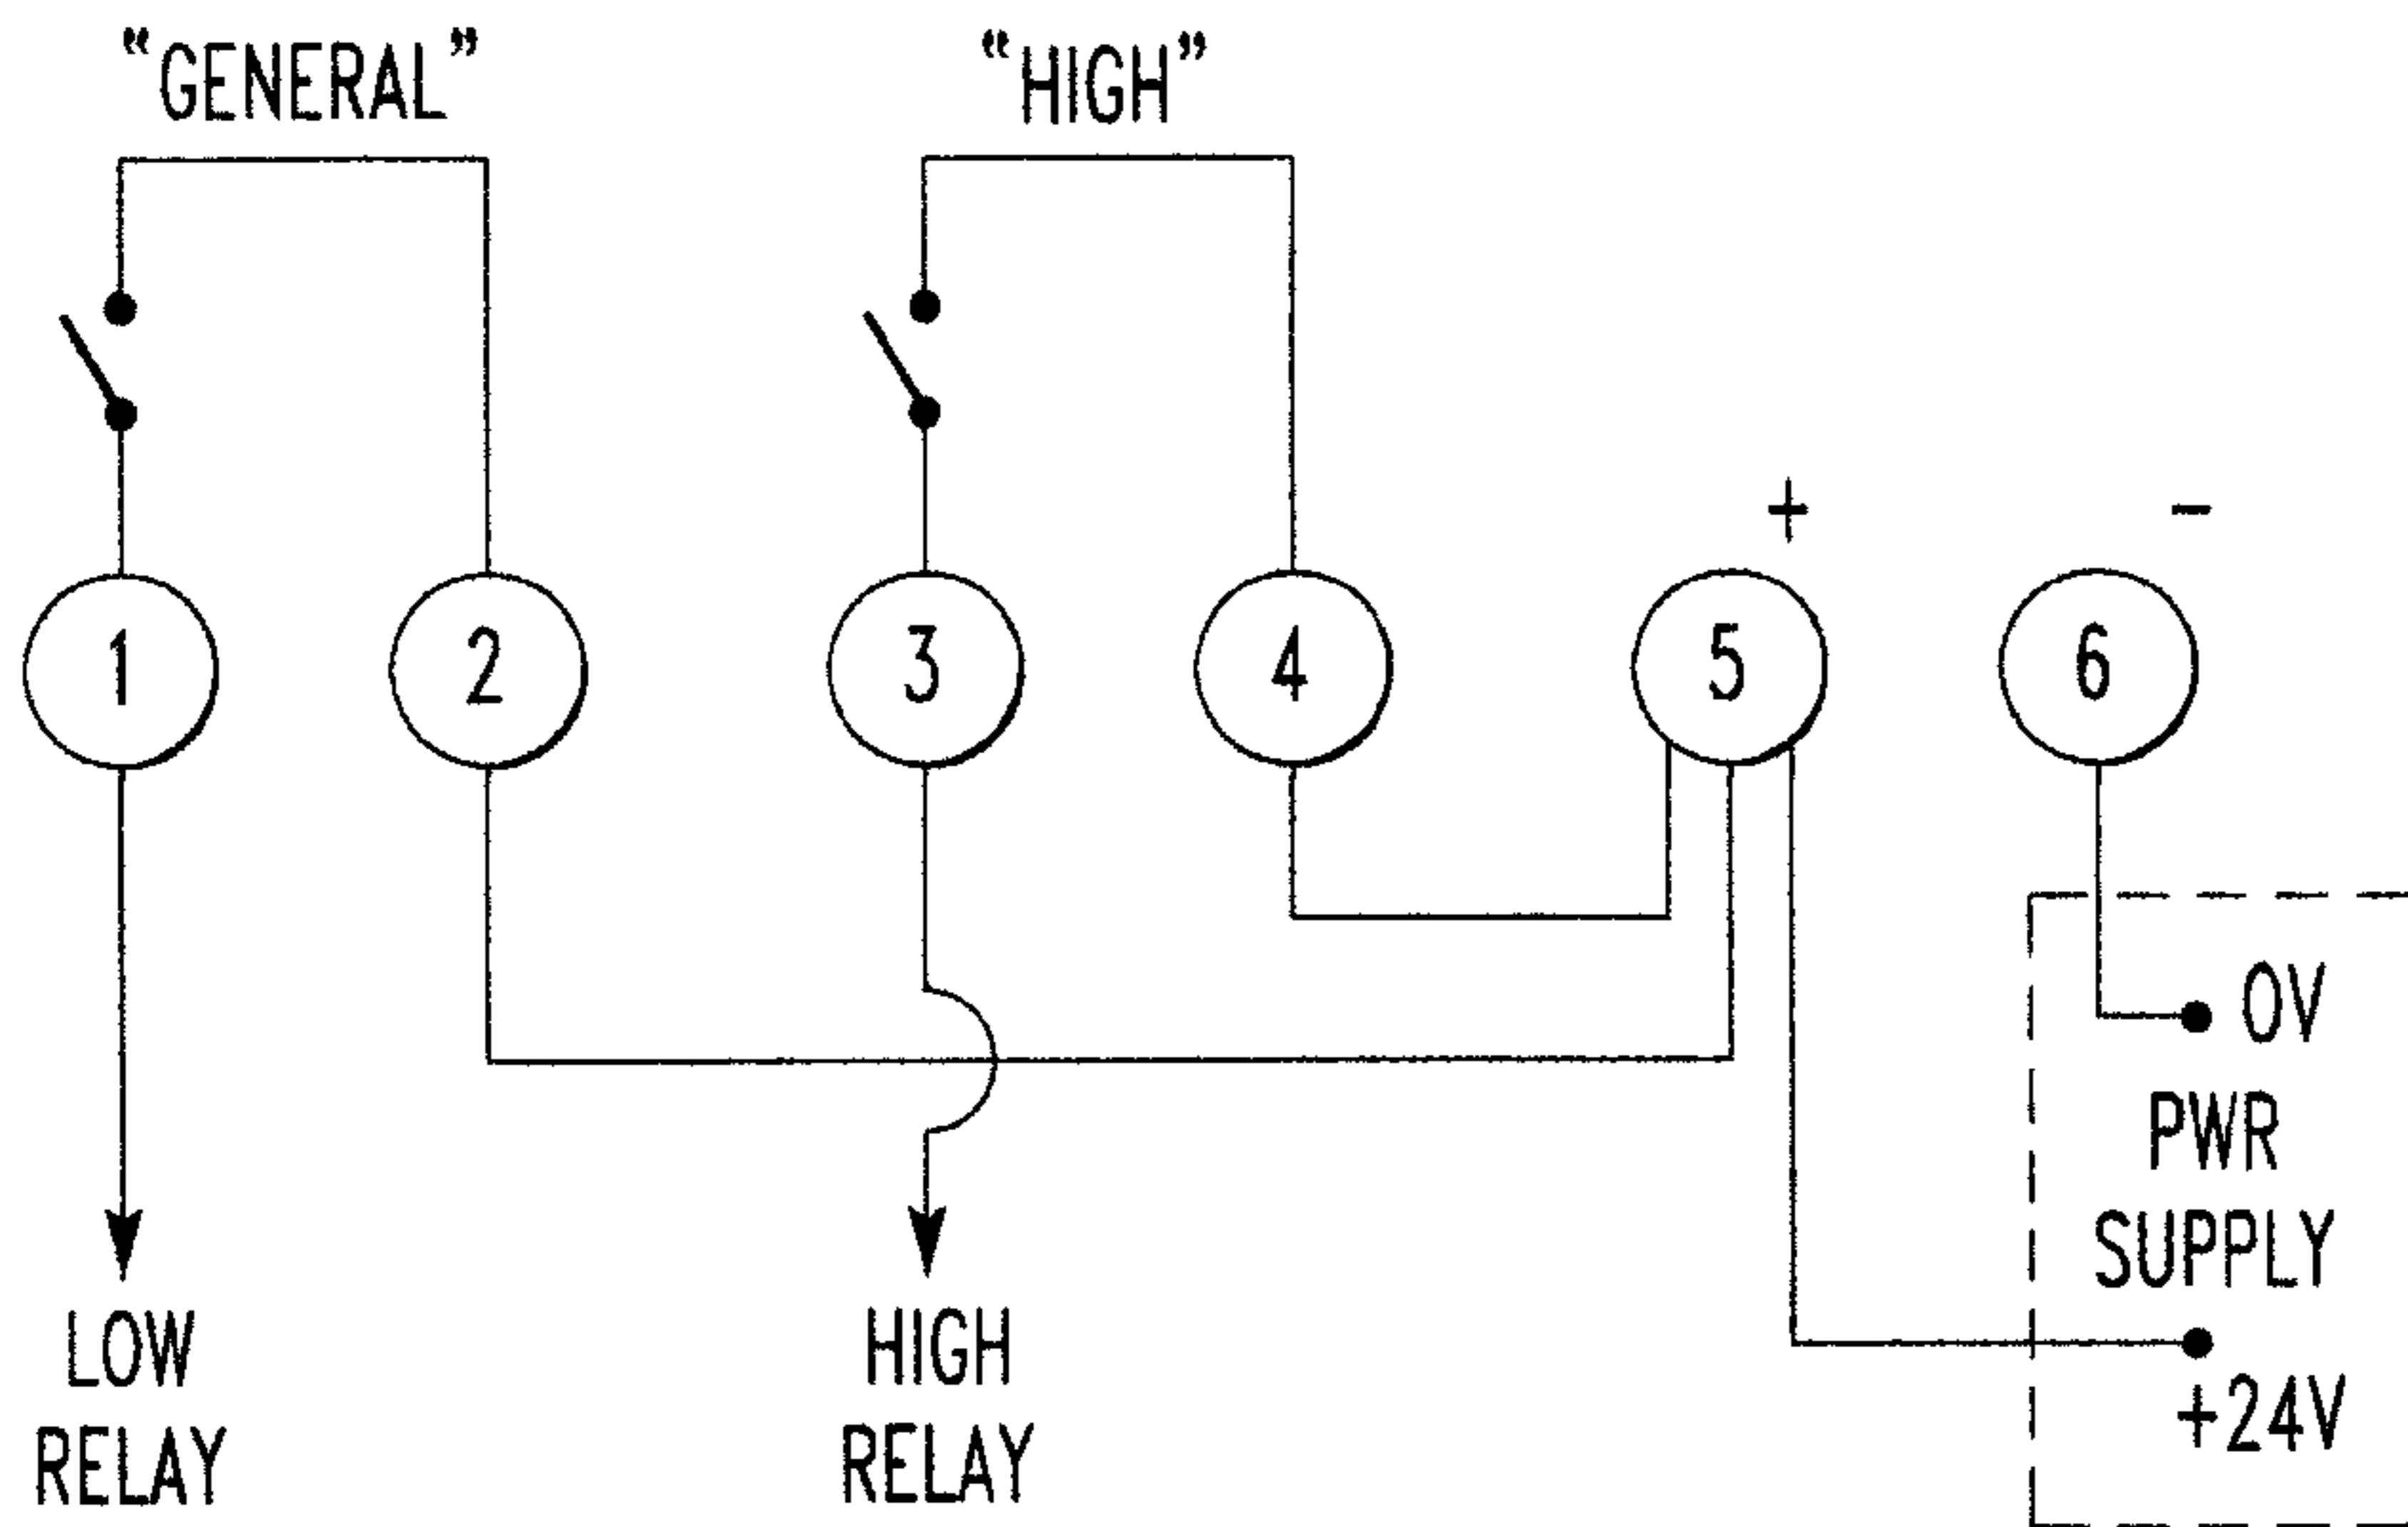 “GENERAL”
“HIGH”
+
-
1
2
3
4
5
6
0V
PWR
SUPPLY
+24V
LOW
RELAY
HIGH
RELAY